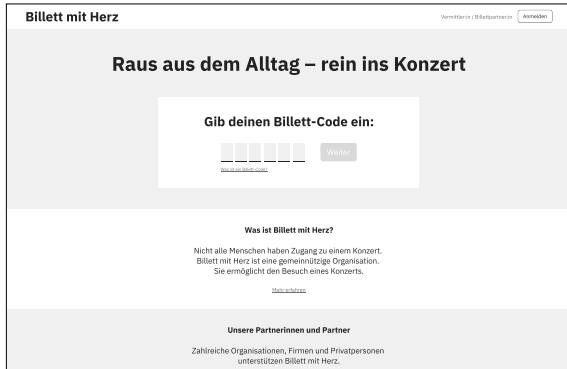 Billett mit Herz
Vermittler:in / Billettpartner:in
Anmelden
Raus aus dem Alltag – rein ins Konzert
Gib deinen Billett-Code ein:
Weiter
Was ist ein Billett-Code?
Was ist Billett mit Herz?
Nicht alle Menschen haben Zugang zu einem Konzert.
Billett mit Herz ist eine gemeinnützige Organisation.
Sie ermöglicht den Besuch eines Konzerts.
Mehr erfahren
Unsere Partnerinnen und Partner
Zahlreiche Organisationen, Firmen und Privatpersonen
unterstützen Billett mit Herz.